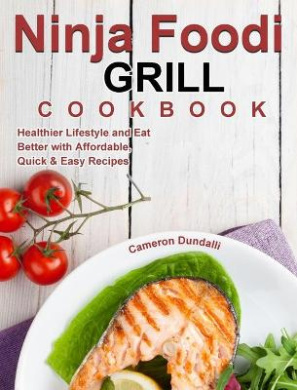 Ninja Foodi
GRILL
COOKBOOK
Healthier Lifestyle and Eat
Better with Affordable,
Quick & Easy Recipes
Cameron Dundalli